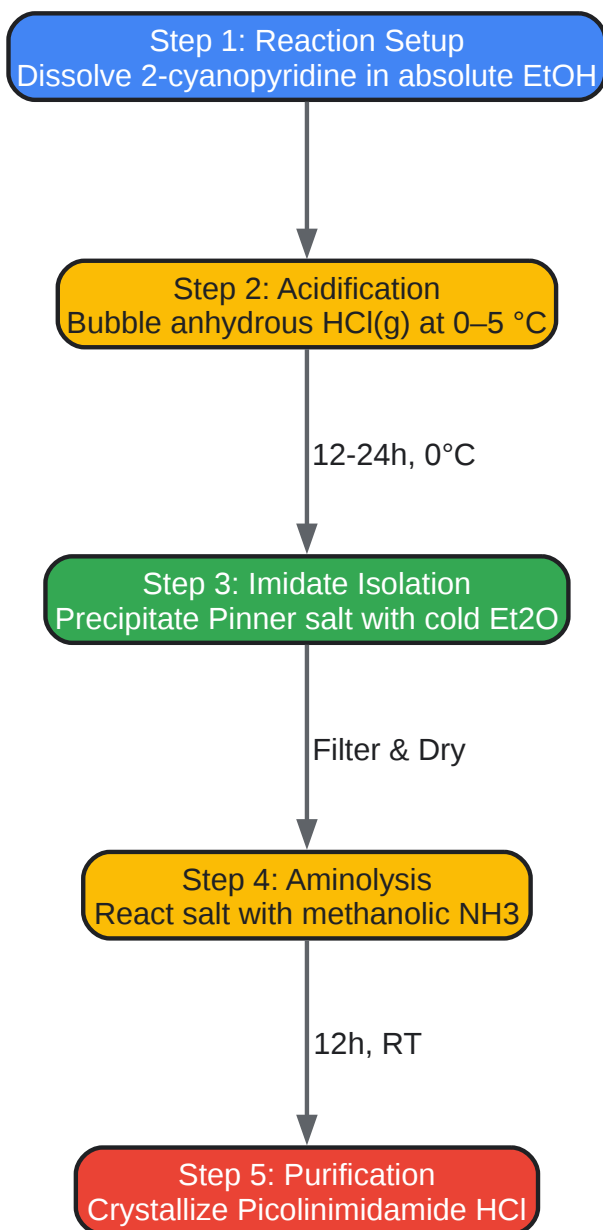 Step 1: Reaction Setup
Dissolve 2-cyanopyridine in absolute EtOH
Step 2: Acidification
Bubble anhydrous HCl(g) at 0–5 °C
12-24h, 0°C
Step 3: Imidate Isolation
Precipitate Pinner salt with cold Et2O
Filter & Dry
Step 4: Aminolysis
React salt with methanolic NH3
12h, RT
Step 5: Purification
Crystallize Picolinimidamide HCl